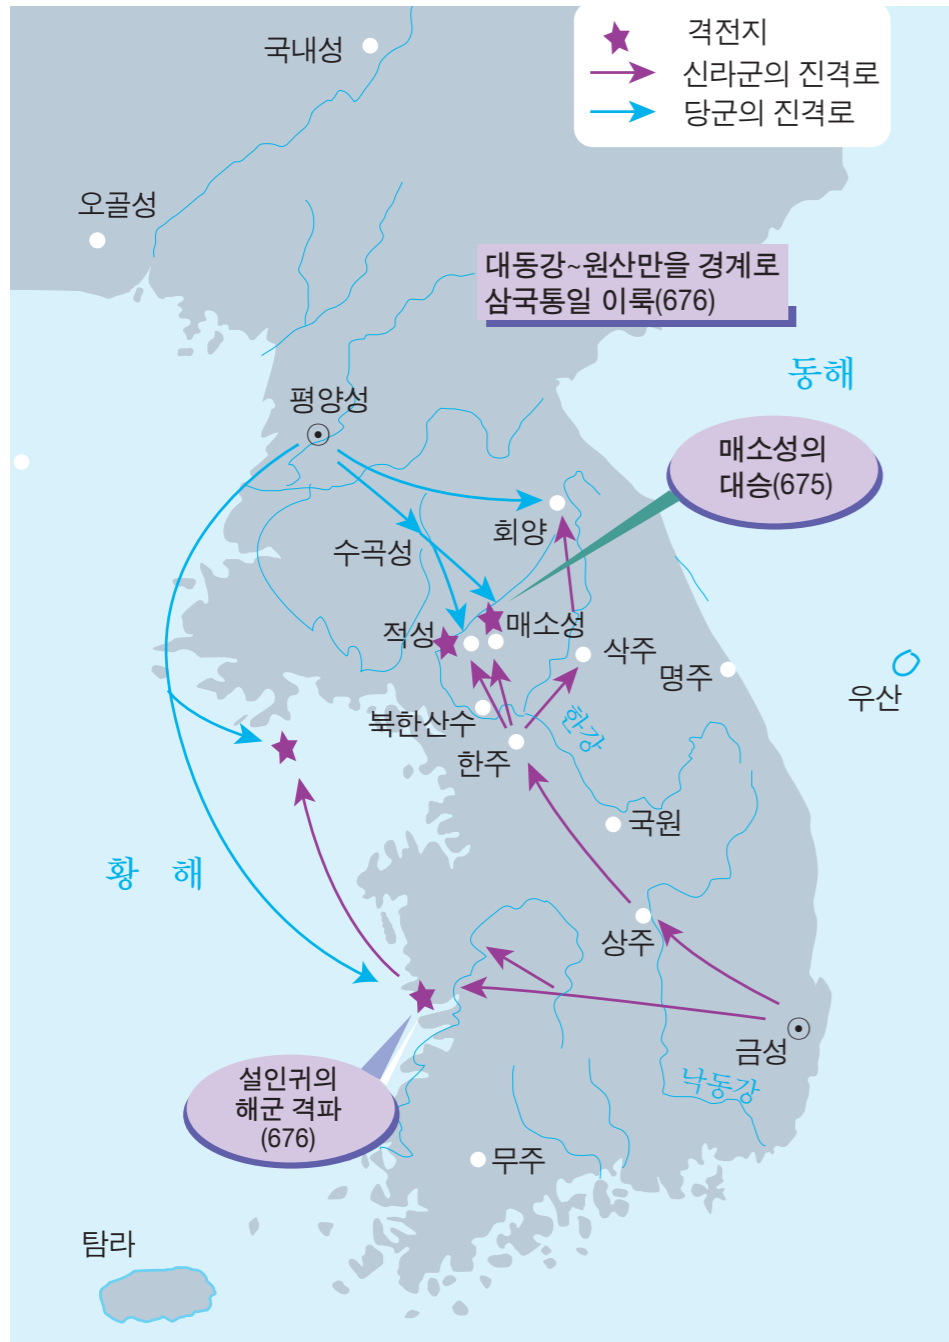 국내성
격전지
신라군의 진격로
당군의 진격로
오골성
대동강~원산만을 경계로
삼국통일 이룩(676)
동해
평양성
매소성의
대승(675)
회양
수곡성
적성
매소성
삭주
명주
우산
북한산수
한강
한주
국원
황 해
상주
금성
낙동강
설인귀의
해군 격파
(676)
무주
탐라